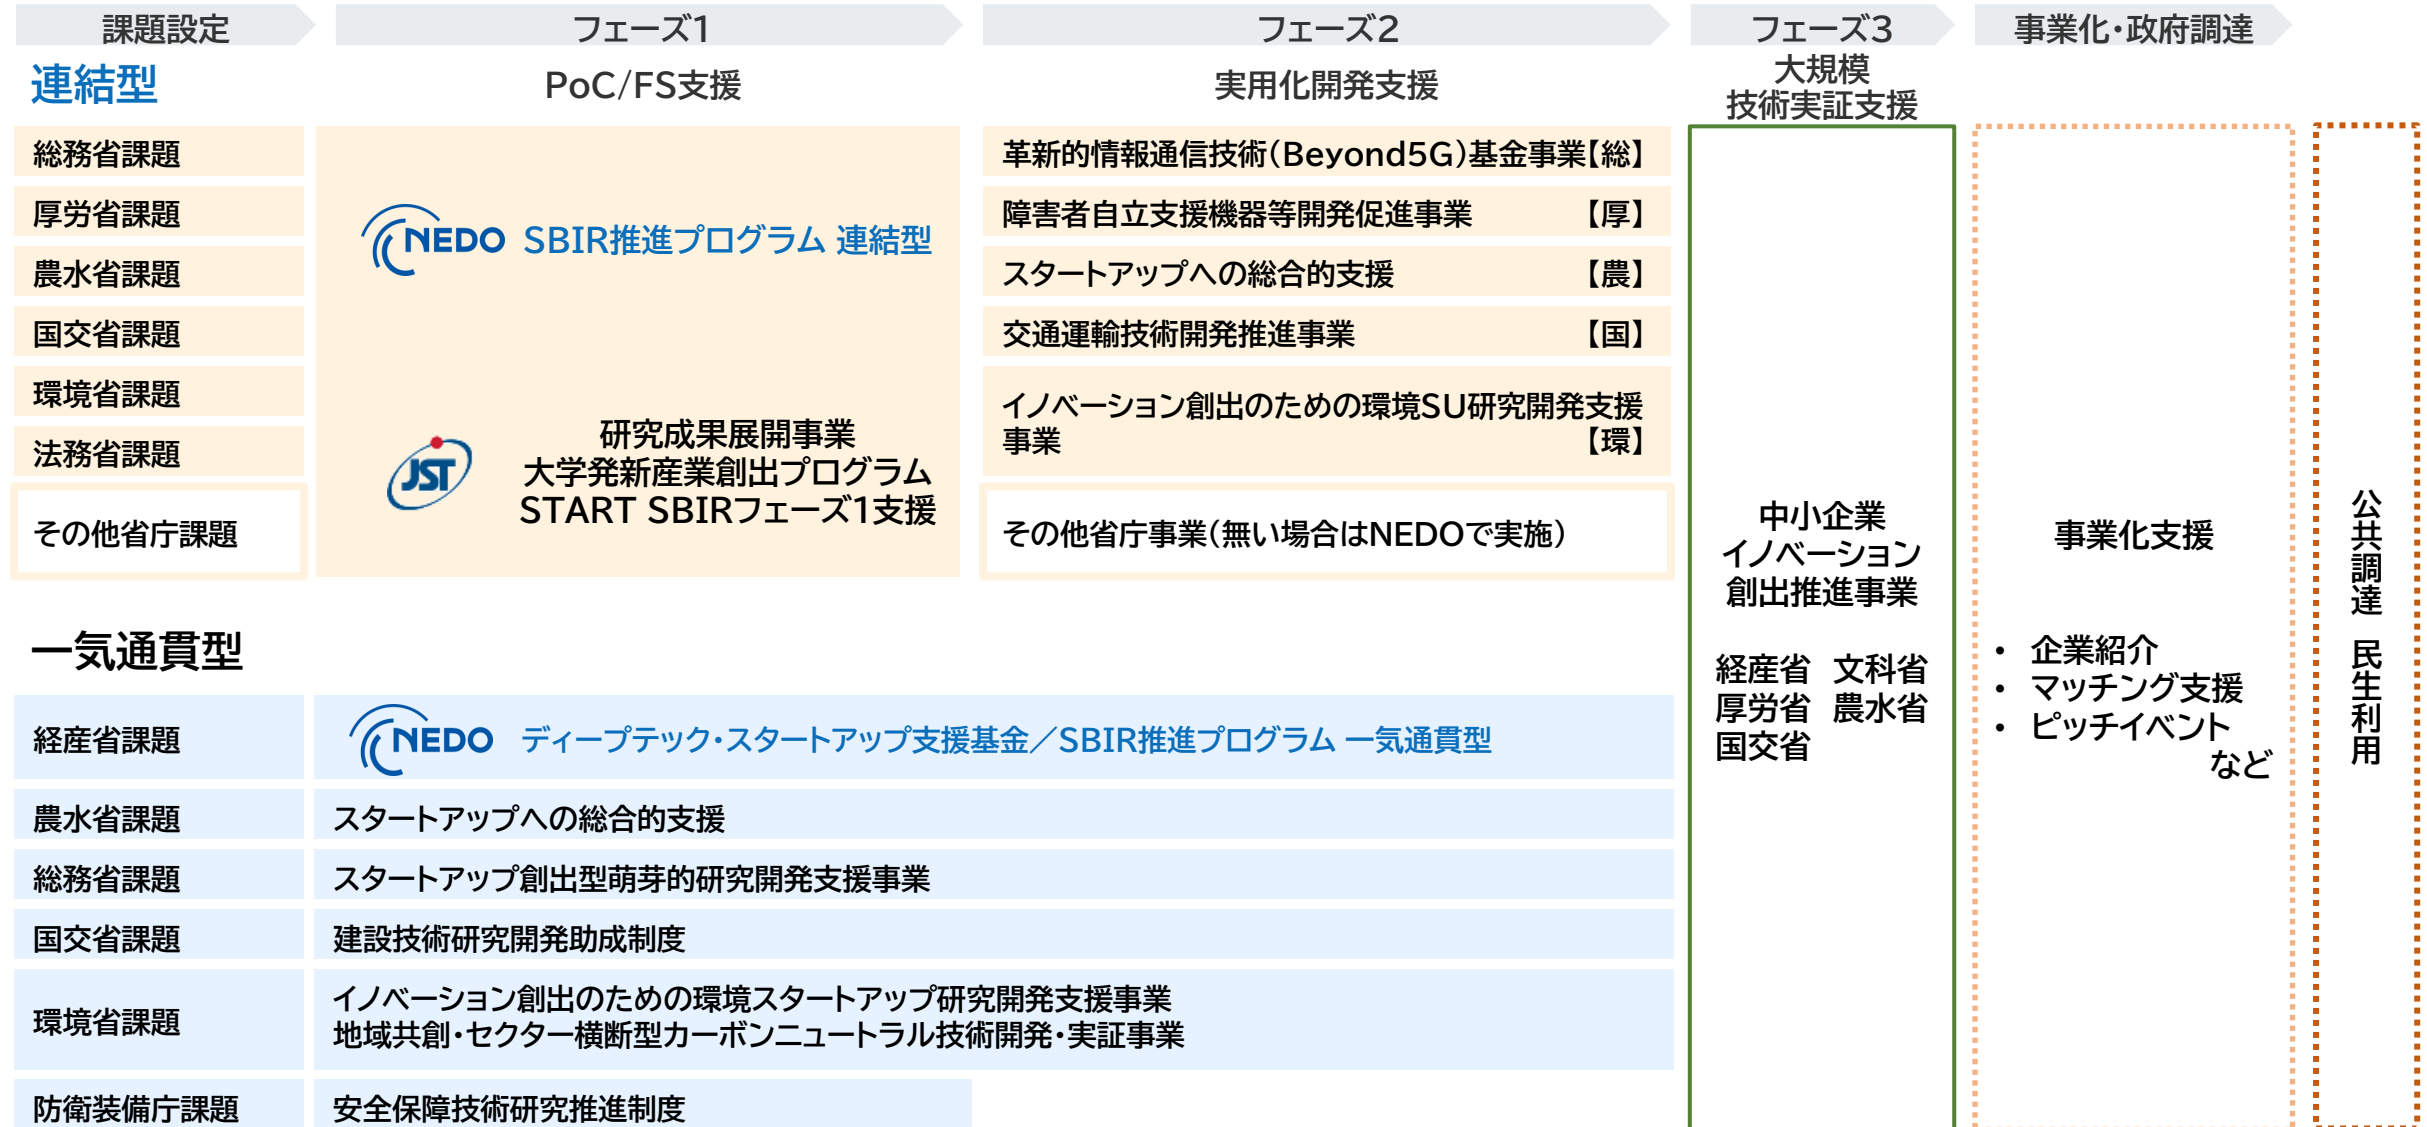 課題設定
フェーズ1
フェーズ2
フェーズ3
事業化・政府調達
連結型
PoC/FS支援
実用化開発支援
大規模
技術実証支援
総務省課題
厚労省課題
農水省課題
国交省課題
環境省課題
法務省課題
その他省庁課題
NEDO SBIR推進プログラム 連結型
JST
研究成果展開事業
大学発新産業創出プログラム
START SBIRフェーズ1支援
革新的情報通信技術(Beyond5G)基金事業【総】
障害者自立支援機器等開発促進事業 【厚】
スタートアップへの総合的支援 【農】
交通運輸技術開発推進事業 【国】
イノベーション創出のための環境SU研究開発支援
事業 【環】
その他省庁事業(無い場合はNEDOで実施)
一気通貫型
経産省課題
NEDO ディープテック・スタートアップ支援基金／SBIR推進プログラム 一気通貫型
農水省課題
スタートアップへの総合的支援
総務省課題
スタートアップ創出型萌芽的研究開発支援事業
国交省課題
建設技術研究開発助成制度
環境省課題
イノベーション創出のための環境スタートアップ研究開発支援事業
地域共創・セクター横断型カーボンニュートラル技術開発・実証事業
防衛装備庁課題
安全保障技術研究推進制度
中小企業
イノベーション
創出推進事業
経産省 文科省
厚労省 農水省
国交省
事業化支援
・ 企業紹介
・ マッチング支援
・ ピッチイベント
など
公共調達 民生利用